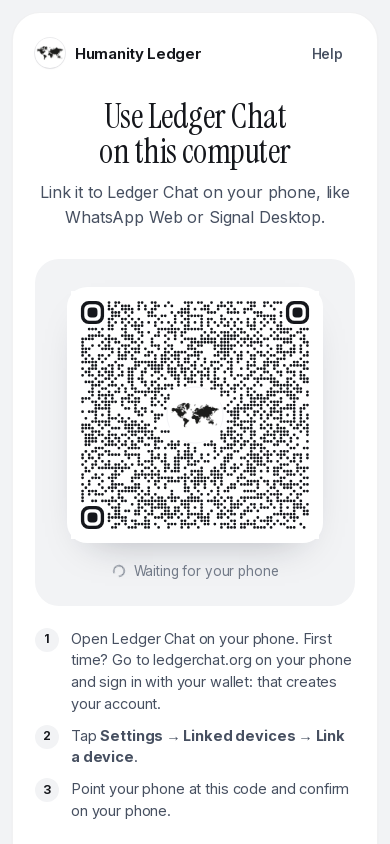 Humanity Ledger
Help
Use Ledger Chat
on this computer
Link it to Ledger Chat on your phone, like
WhatsApp Web or Signal Desktop.
Waiting for your phone
1 Open Ledger Chat on your phone. First
time? Go to ledgerchat.org on your phone
and sign in with your wallet: that creates
your account.
2 Tap Settings → Linked devices → Link
a device.
3 Point your phone at this code and confirm
on your phone.